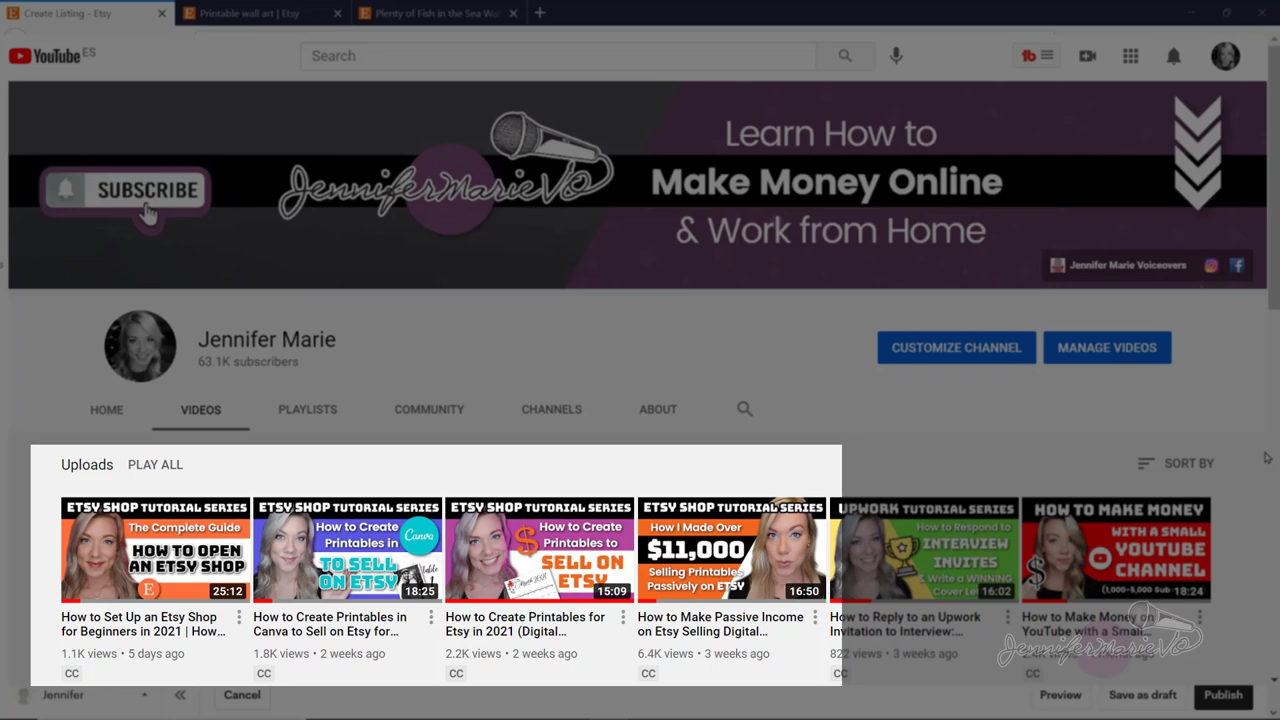 Create Listing - Etsy
Printable wall art | Etsy
Plenty of Fish in the Sea Wa
YouTube ES
Search
tb
SUBSCRIBE
JenniferMarieVO
Learn How to
Make Money Online
& Work from Home
Jennifer Marie Voiceovers
Jennifer Marie
63.1K subscribers
CUSTOMIZE CHANNEL
MANAGE VIDEOS
HOME
VIDEOS
PLAYLISTS
COMMUNITY
CHANNELS
ABOUT
Uploads PLAY ALL
SORT BY
ETSY SHOP TUTORIAL SERIES
The Complete Guide
HOW TO OPEN
AN ETSY SHOP
E
25:12
How to Set Up an Etsy Shop
for Beginners in 2021 | How...
1.1K views • 5 days ago
CC
ETSY SHOP TUTORIAL SERIES
How to Create
Printables in
Canva
TO SELL
ON ETSY
18:25
How to Create Printables in
Canva to Sell on Etsy for...
1.8K views • 2 weeks ago
CC
ETSY SHOP TUTORIAL SERIES
How to Create
Printables to
SELL ON
ETSY
15:09
How to Create Printables for
Etsy in 2021 (Digital...
2.2K views • 2 weeks ago
CC
ETSY SHOP TUTORIAL SERIES
How I Made Over
$11,000
Selling Printables
Passively on ETSY
16:50
How to Make Passive Income
on Etsy Selling Digital...
6.4K views • 3 weeks ago
CC
UPWORK TUTORIAL SERIES
How to Respond to
INTERVIEW
INVITES
& Write a WINNING
Cover Le
16:02
How to Reply to an Upwork
Invitation to Interview:...
822 views • 3 weeks ago
CC
HOW TO MAKE MONEY
WITH A SMALL
YOUTUBE
CHANNEL
(1,000-5,000 Sub
18:24
How to Make Money on
YouTube with a Small...
CC
JenniferMarieVO
Jennifer
Cancel
Preview
Save as draft
Publish